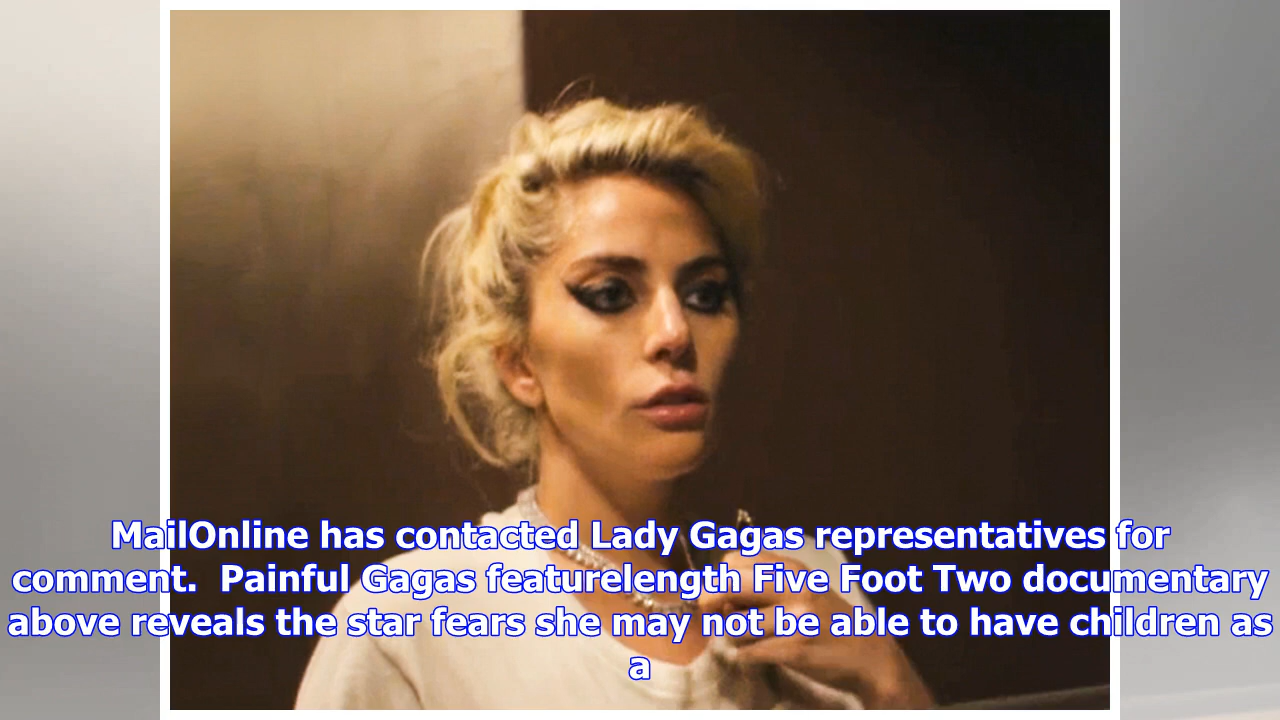 MailOnline has contacted Lady Gagas representatives for
comment.  Painful Gagas featurelength Five Foot Two documentary
above reveals the star fears she may not be able to have children as
a